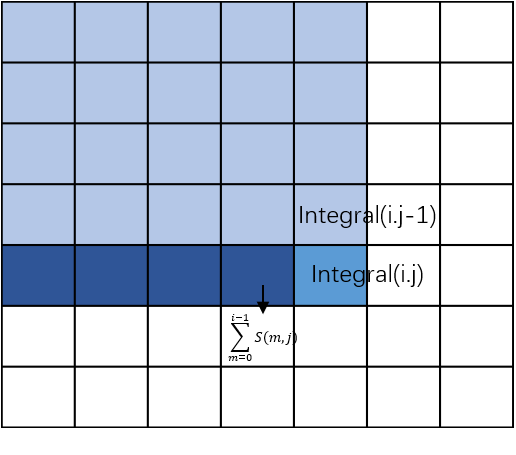 Integral(i.j-1)
Integral(i.j)
i−1
∑ S(m,j)
m=0